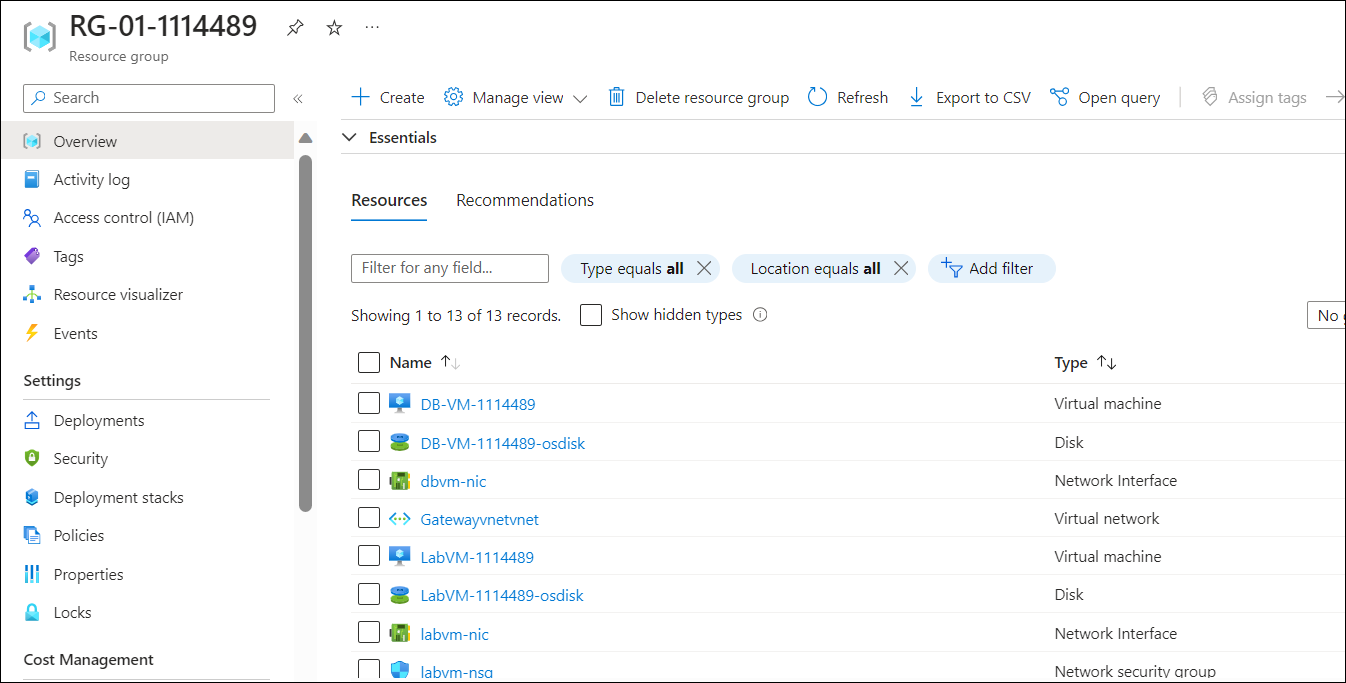 RG-01-1114489
Resource group
Search
Create Manage view Delete resource group Refresh Export to CSV Open query Assign tags
Overview
Activity log
Access control (IAM)
Tags
Resource visualizer
Events
Settings
Deployments
Security
Deployment stacks
Policies
Properties
Locks
Cost Management
Essentials
Resources Recommendations
Filter for any field... Type equals all Location equals all Add filter
Showing 1 to 13 of 13 records. Show hidden types
No
Name Type
DB-VM-1114489 Virtual machine
DB-VM-1114489-osdisk Disk
dbvm-nic Network Interface
Gatewayvnetvnet Virtual network
LabVM-1114489 Virtual machine
LabVM-1114489-osdisk Disk
labvm-nic Network Interface
labvm-nsg Network security group